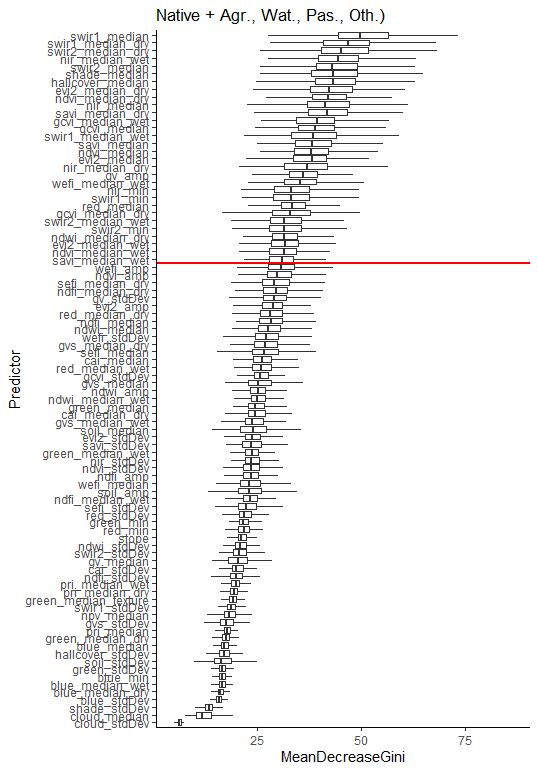 Native + Agr., Wat., Pas., Oth.)
swir1_median
swir1_median_dry
swir2_median_dry
nir_median_wet
swir2_median
shade_median
hallcover_median
evi2_median_dry
ndvi_median_dry
nir_median
savi_median_dry
gcvi_median_wet
gcvi_median
swir1_median_wet
savi_median
ndvi_median
evi2_median
nir_median_dry
gv_amp
wefi_median_wet
nir_min
swir1_min
red_median
gcvi_median_dry
swir2_median_wet
swir2_min
ndwi_median_dry
evi2_median_wet
ndvi_median_wet
savi_median_wet
wefi_amp
ndvi_amp
sefi_median_dry
ndfi_median_dry
gv_stdDev
evi2_amp
red_median_dry
ndfi_median
ndwi_median
wefi_stdDev
gvs_median_dry
sefi_median
cai_median
red_median_wet
gcvi_stdDev
gvs_median
ndwi_amp
ndwi_median_wet
green_median
cai_median_dry
gvs_median_wet
soil_median
evi2_stdDev
savi_stdDev
green_median_wet
nir_stdDev
ndvi_stdDev
ndfi_amp
wefi_median
soil_amp
ndfi_median_wet
sefi_stdDev
red_stdDev
green_min
red_min
slope
ndwi_stdDev
swir2_stdDev
gv_median
cai_stdDev
ndfi_stdDev
pri_median_wet
pri_median_dry
green_median_texture
swir1_stdDev
npv_median
gvs_stdDev
pri_median
green_median_dry
blue_median
hallcover_stdDev
soil_stdDev
green_stdDev
blue_min
blue_median_wet
blue_median_dry
blue_stdDev
shade_stdDev
cloud_median
cloud_stdDev
Predictor
25 50 75
MeanDecreaseGini